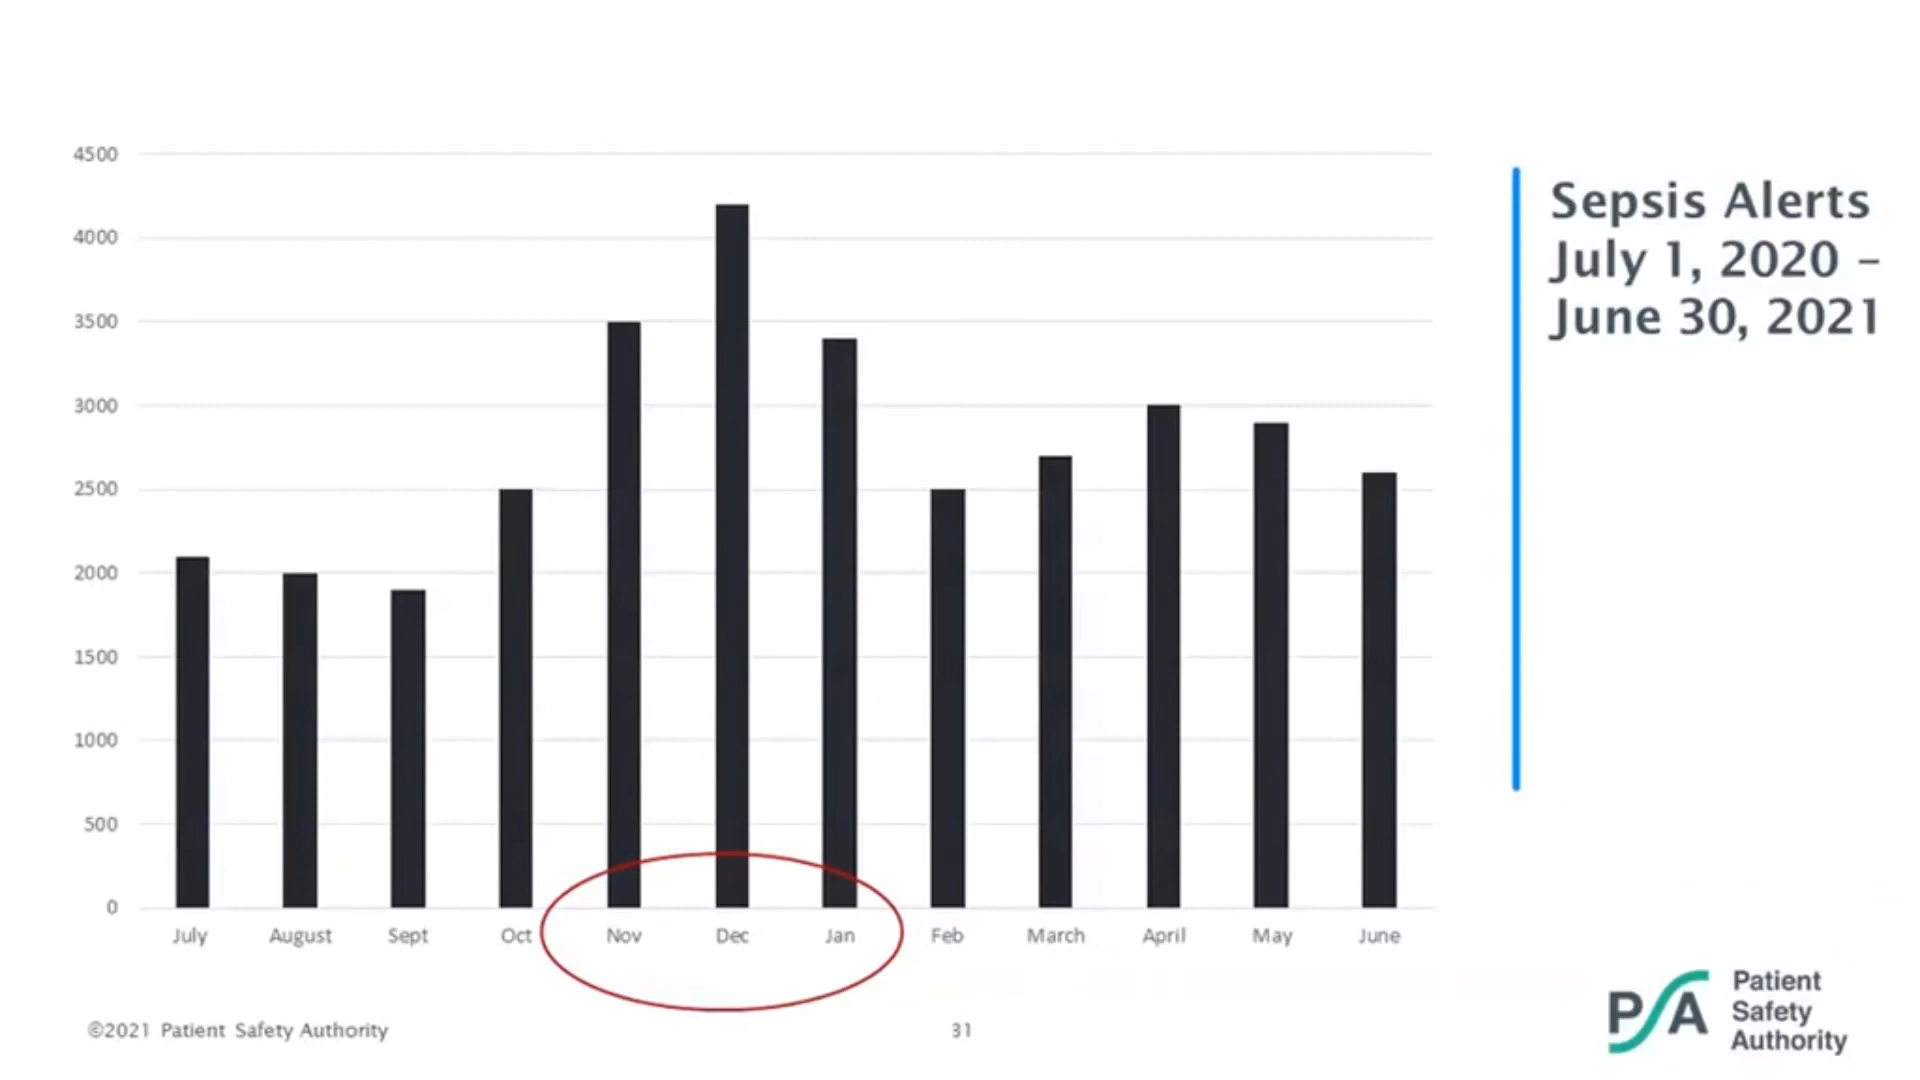 4500
4000
3500
3000
2500
2000
1500
1000
500
0
July August Sept Oct Nov Dec Jan Feb March April May June
Sepsis Alerts
July 1, 2020 –
June 30, 2021
©2021 Patient Safety Authority
31
PSA
Patient
Safety
Authority